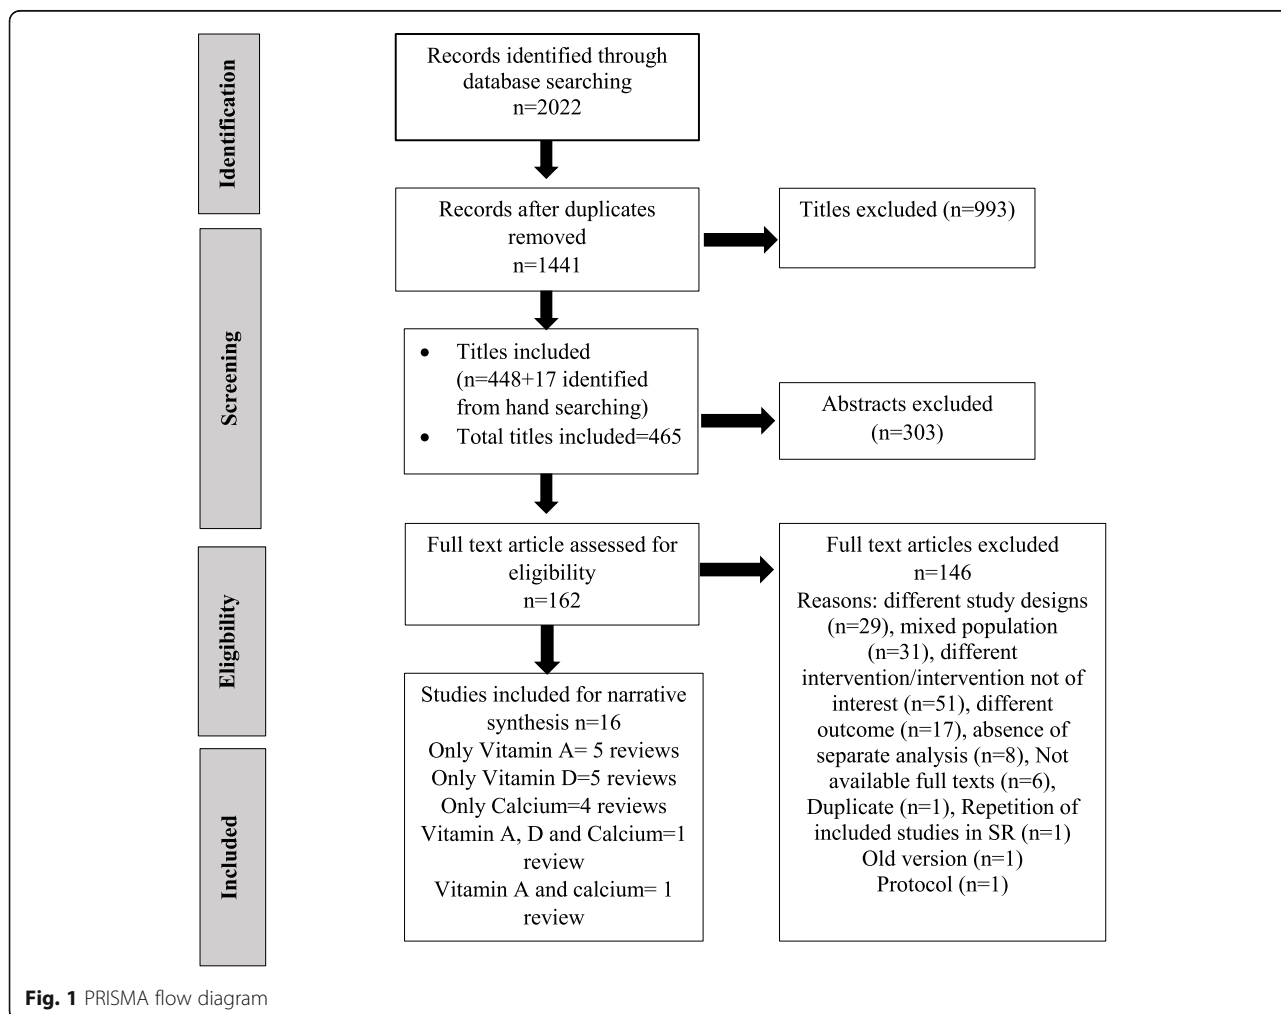 Identification
Records identified through
database searching
n=2022
Records after duplicates
removed
n=1441
Titles excluded (n=993)
Screening
• Titles included
(n=448+17 identified
from hand searching)
• Total titles included=465
Abstracts excluded
(n=303)
Eligibility
Full text article assessed for
eligibility
n=162
Full text articles excluded
n=146
Reasons: different study designs
(n=29), mixed population
(n=31), different
intervention/intervention not of
interest (n=51), different
outcome (n=17), absence of
separate analysis (n=8), Not
available full texts (n=6),
Duplicate (n=1), Repetition of
included studies in SR (n=1)
Old version (n=1)
Protocol (n=1)
Included
Studies included for narrative
synthesis n=16
Only Vitamin A= 5 reviews
Only Vitamin D=5 reviews
Only Calcium=4 reviews
Vitamin A, D and Calcium=1
review
Vitamin A and calcium= 1
review
Fig. 1 PRISMA flow diagram